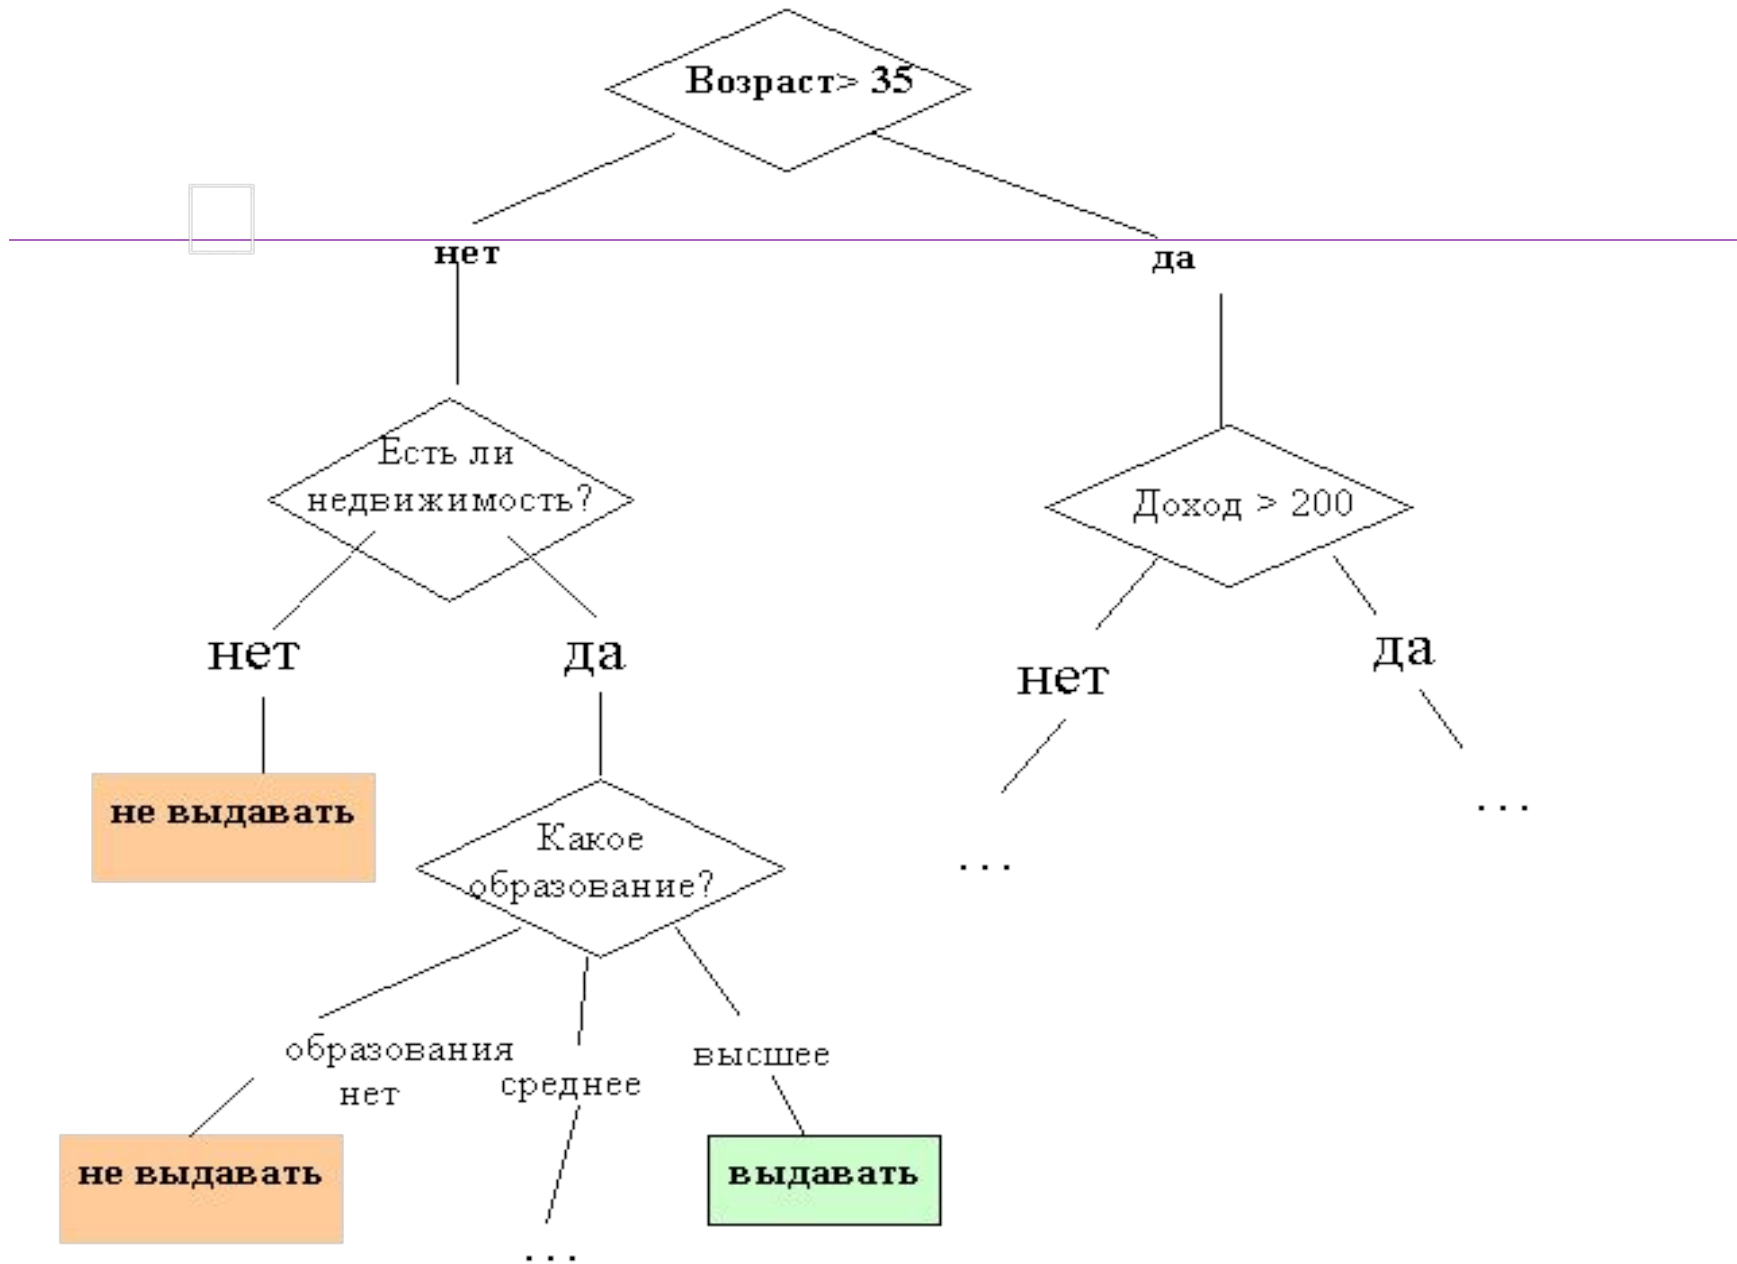 Возраст> 35
нет
да
Есть ли
недвижимость?
Доход > 200
нет
да
нет
да
не выдавать
Какое
образование?
...
...
образования
нет
среднее
высшее
не выдавать
выдавать
...